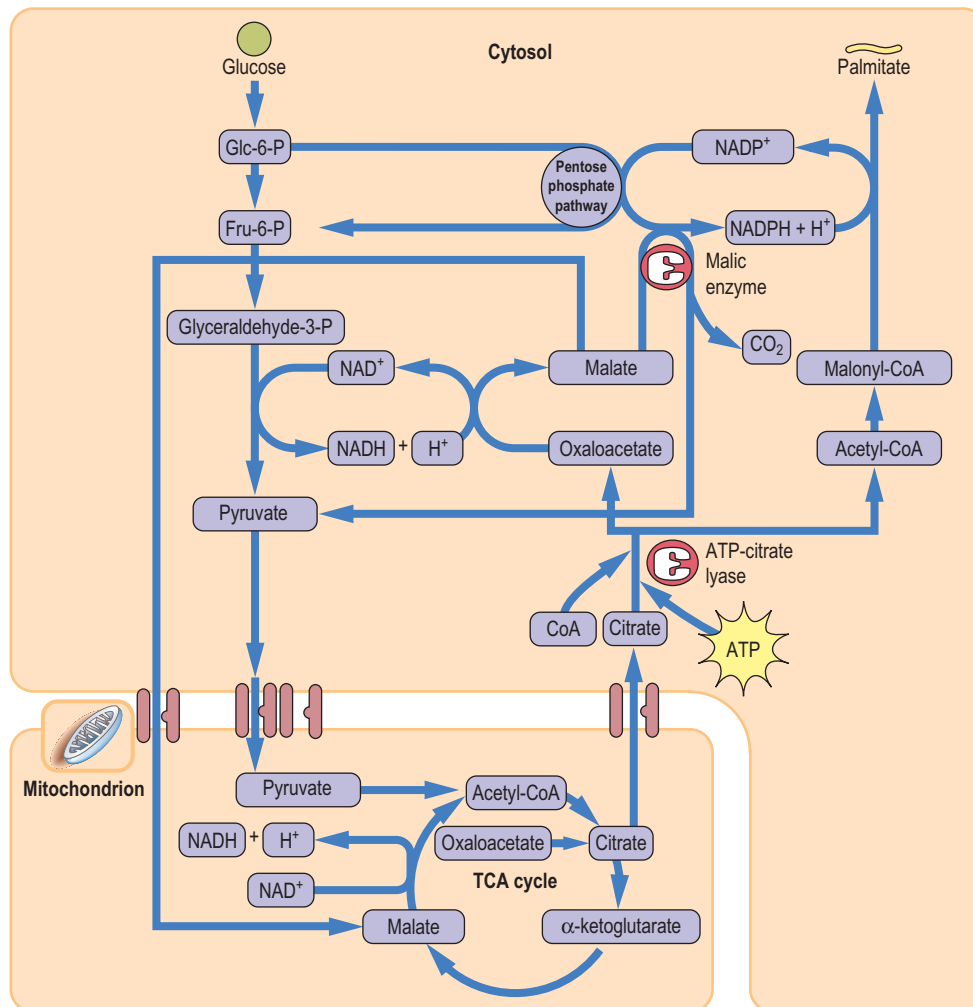 Cytosol
Glucose
Palmitate
Glc-6-P
NADP⁺
Pentose
phosphate
pathway
Fru-6-P
NADPH + H⁺
Malic
enzyme
Glyceraldehyde-3-P
CO₂
NAD⁺
Malate
Malonyl-CoA
NADH + H⁺
Oxaloacetate
Acetyl-CoA
Pyruvate
ATP-citrate
lyase
CoA
Citrate
ATP
Mitochondrion
Pyruvate
Acetyl-CoA
NADH + H⁺
Oxaloacetate
Citrate
TCA cycle
NAD⁺
Malate
α-ketoglutarate